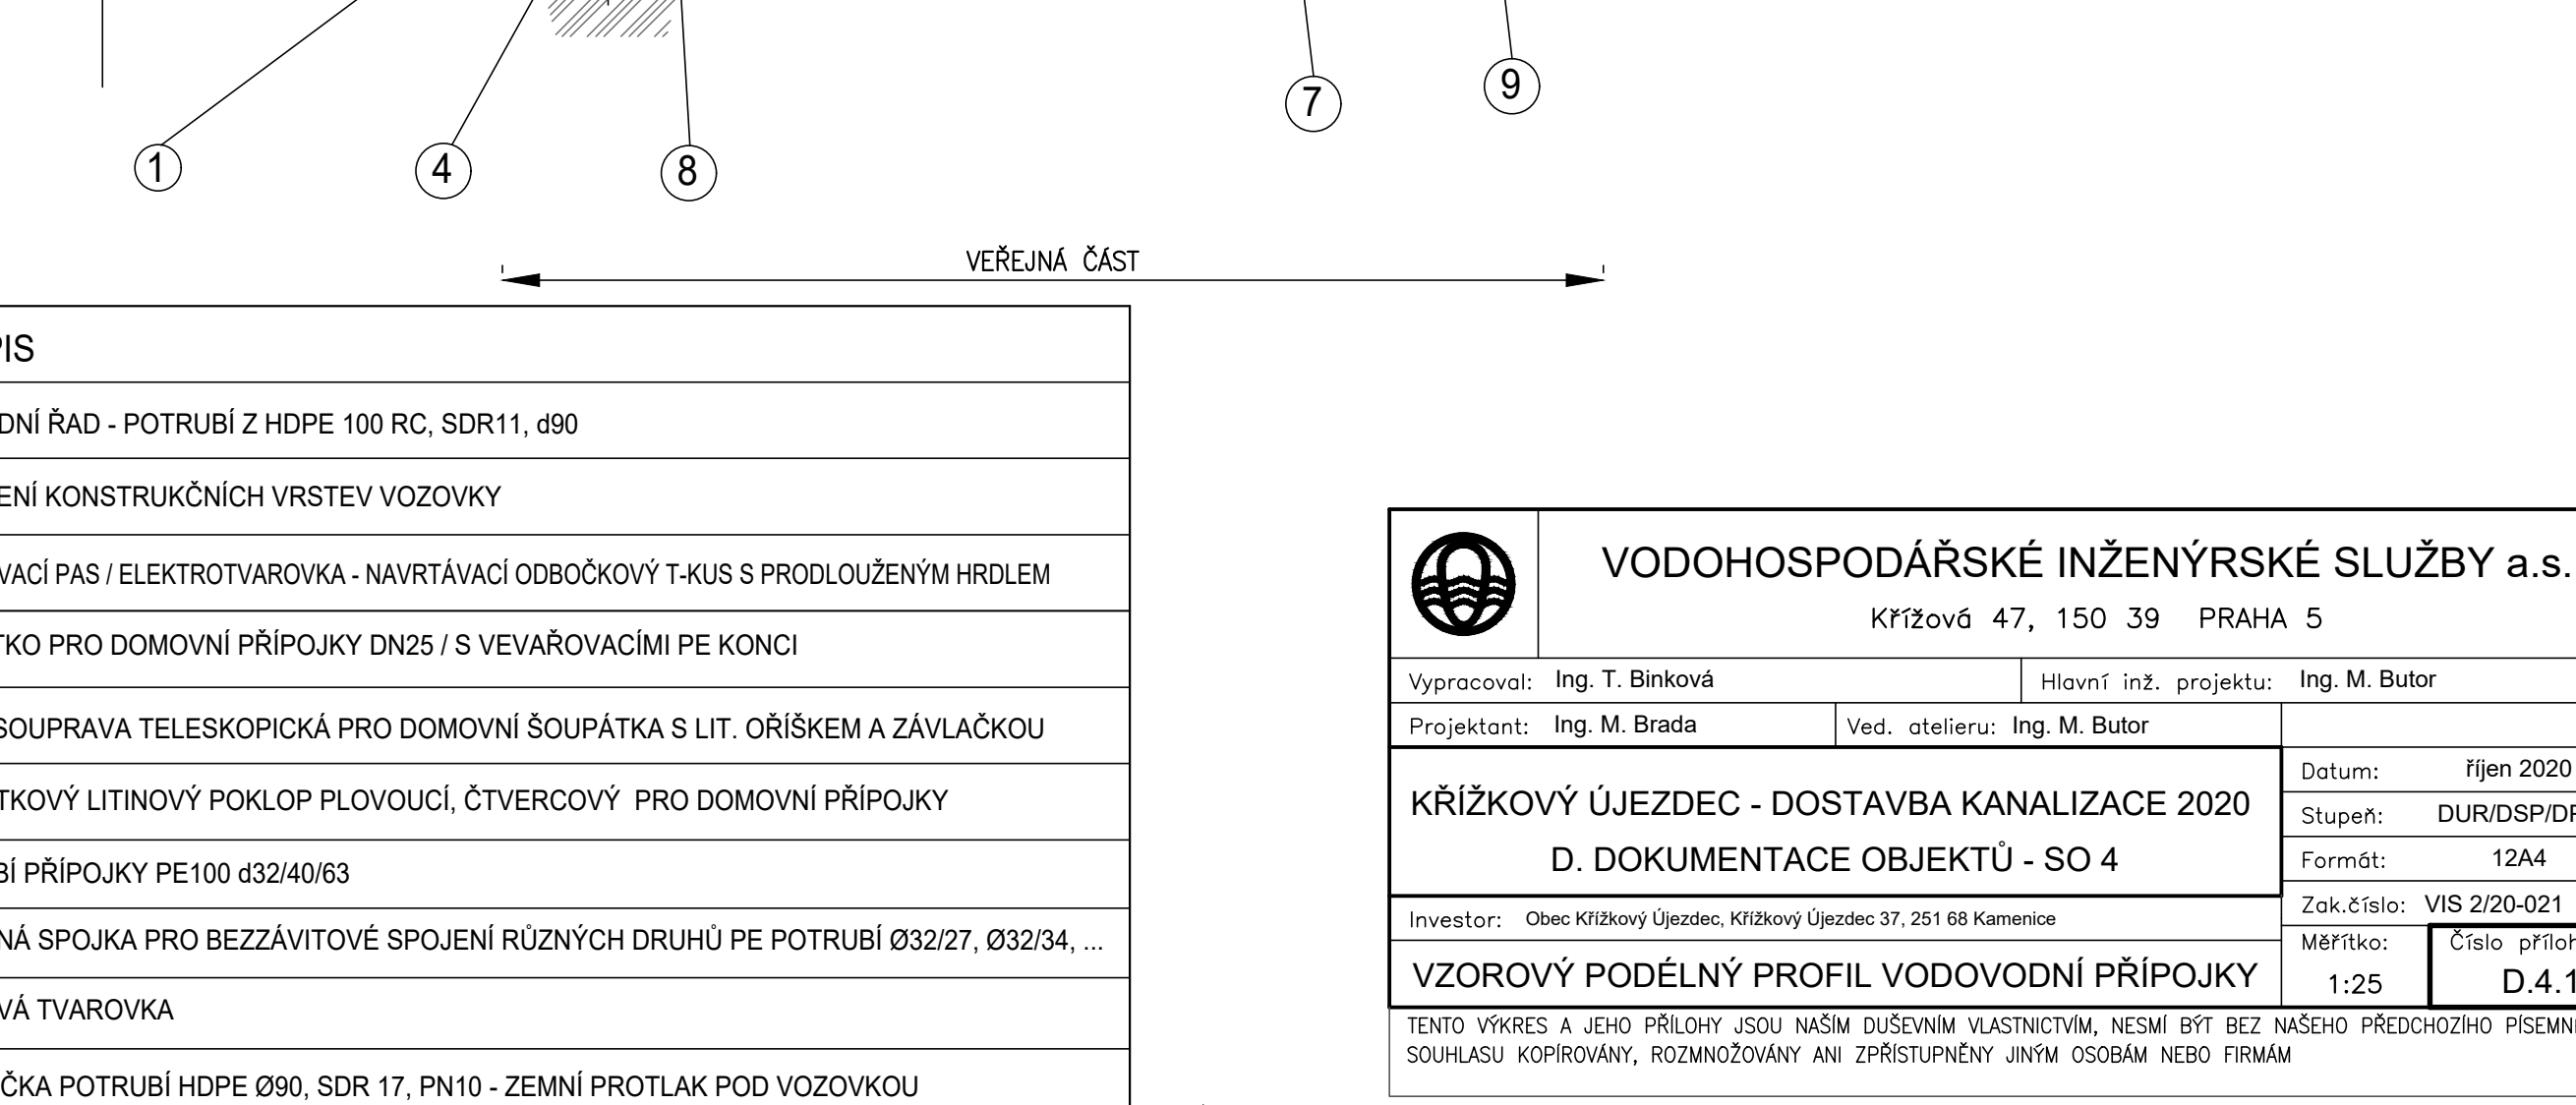 1
4
8
7
9
VEŘEJNÁ ČÁST
DNÍ ŘAD - POTRUBÍ Z HDPE 100 RC, SDR11, d90
KONSTRUKČNÍCH VRSTEV VOZOVKY
PAS / ELEKTROTVAROVKA - NAVRTÁVACÍ ODBOČKOVÝ T-KUS S PRODLOUŽENÝM HRDLEM
PRO DOMOVNÍ PŘÍPOJKY DN25 / S VEVAŘOVACÍMI PE KONCI
SOUPRAVA TELESKOPICKÁ PRO DOMOVNÍ ŠOUPÁTKA S LIT. OŘÍŠKEM A ZÁVLAČKOU
TKOVÝ LITINOVÝ POKLOP PLOVOUCÍ, ČTVERCOVÝ PRO DOMOVNÍ PŘÍPOJKY
BÍ PŘÍPOJKY PE100 d32/40/63
NÁ SPOJKA PRO BEZZÁVITOVÉ SPOJENÍ RŮZNÝCH DRUHŮ PE POTRUBÍ Ø32/27, Ø32/34, ...
VÁ TVAROVKA
ČKA POTRUBÍ HDPE Ø90, SDR 17, PN10 - ZEMNÍ PROTLAK POD VOZOVKOU
VODOHOSPODÁŘSKÉ INŽENÝRSKÉ SLUŽBY a.s.
Křížová 47, 150 39 PRAHA 5
Vypracoval: Ing. T. Binková
Hlavní inž. projektu: Ing. M. Butor
Projektant: Ing. M. Brada
Ved. atelieru: Ing. M. Butor
KŘÍŽKOVÝ ÚJEZDEC - DOSTAVBA KANALIZACE 2020
D. DOKUMENTACE OBJEKTŮ - SO 4
Datum: říjen 2020
Stupeň: DUR/DSP/DP
Formát: 12A4
Zak.číslo: VIS 2/20-021
Investor: Obec Křížkový Újezdec, Křížkový Újezdec 37, 251 68 Kamenice
VZOROVÝ PODÉLNÝ PROFIL VODOVODNÍ PŘÍPOJKY
Měřítko:
1:25
Číslo příloh
D.4.1
TENTO VÝKRES A JEHO PŘÍLOHY JSOU NAŠÍM DUŠEVNÍM VLASTNICTVÍM, NESMÍ BÝT BEZ NAŠEHO PŘEDCHOZÍHO PÍSEMN
SOUHLASU KOPÍROVÁNY, ROZMNOŽOVÁNY ANI ZPŘÍSTUPNĚNY JINÝM OSOBÁM NEBO FIRMÁM